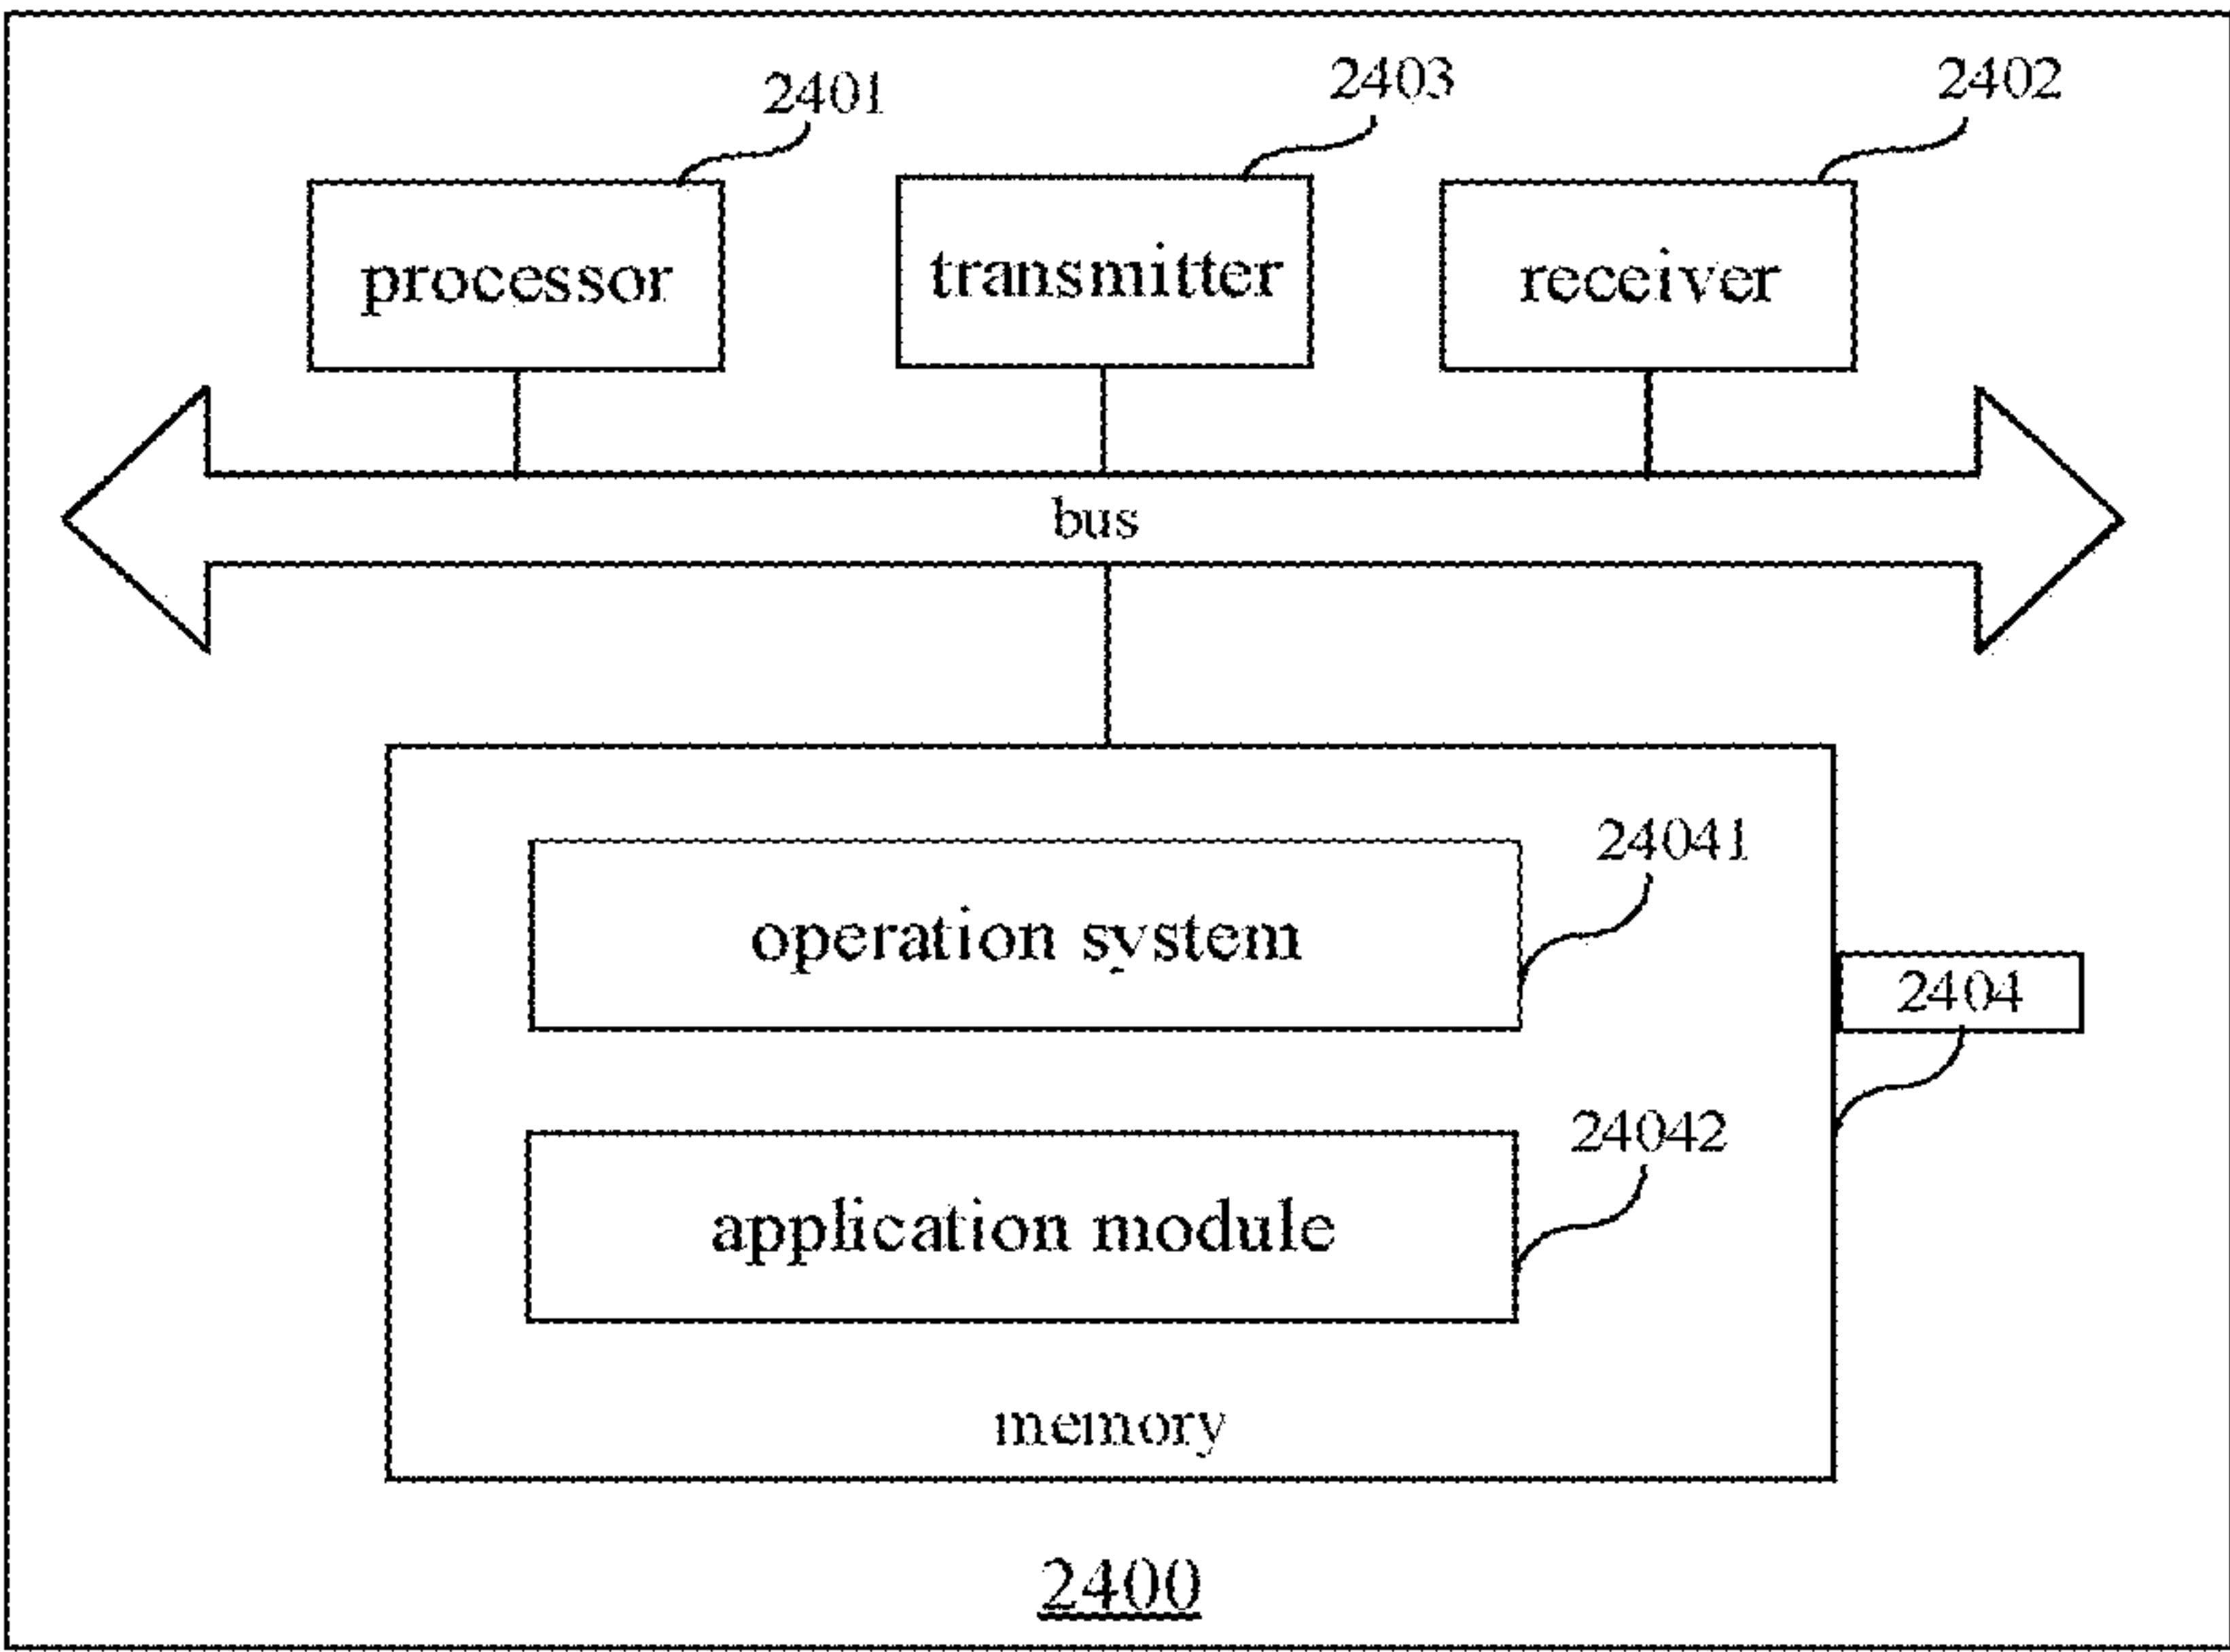 2401
2403
2402
processor
transmitter
receiver
bus
24041
operation system
2404
24042
application module
memory
2400